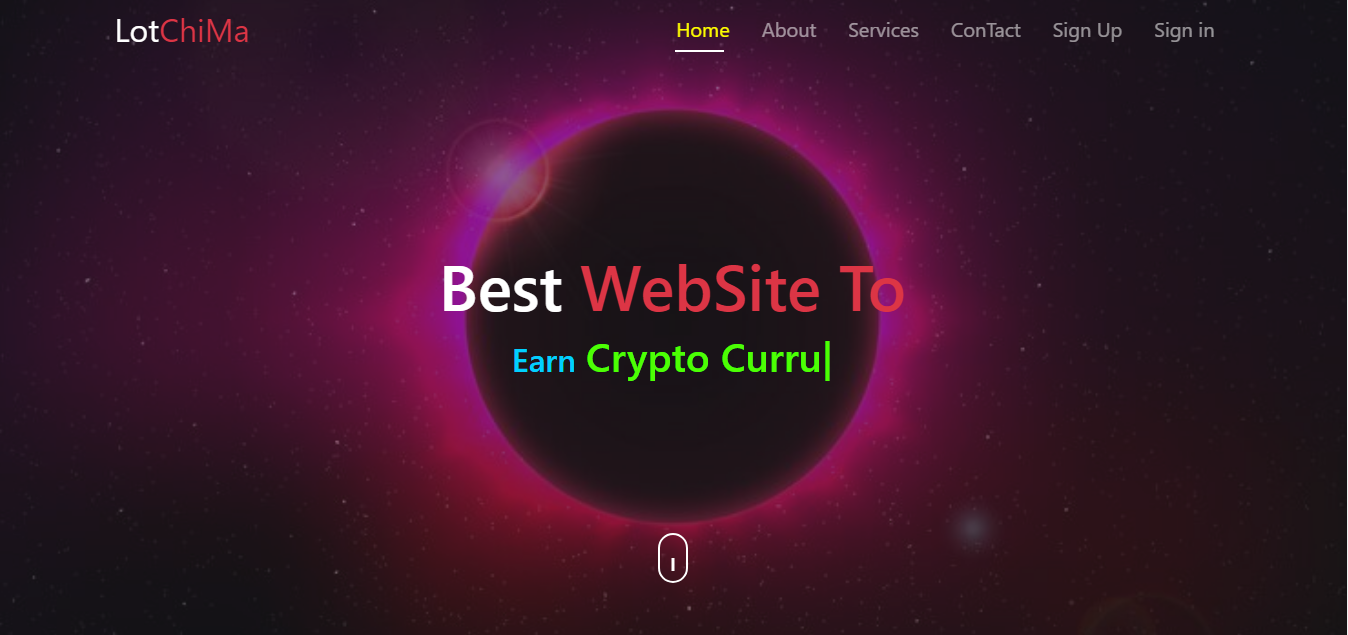 LotChiMa
Home About Services ConTact Sign Up Sign in
Best WebSite To
Earn Crypto Curru|